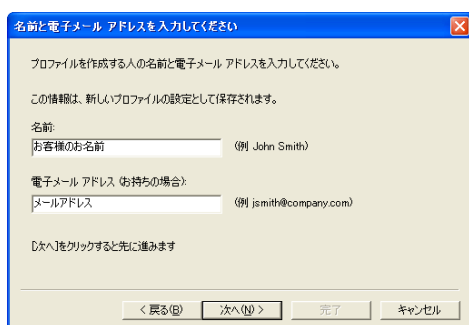 名前と電子メール アドレスを入力してください
プロファイルを作成する人の名前と電子メール アドレスを入力してください。
この情報は、新しいプロファイルの設定として保存されます。
名前:
お客様のお名前 (例 John Smith)
電子メール アドレス (お持ちの場合):
メールアドレス (例 jsmith@company.com)
[次へ]をクリックすると先に進みます
< 戻る(B) 次へ(N) > 完了 キャンセル